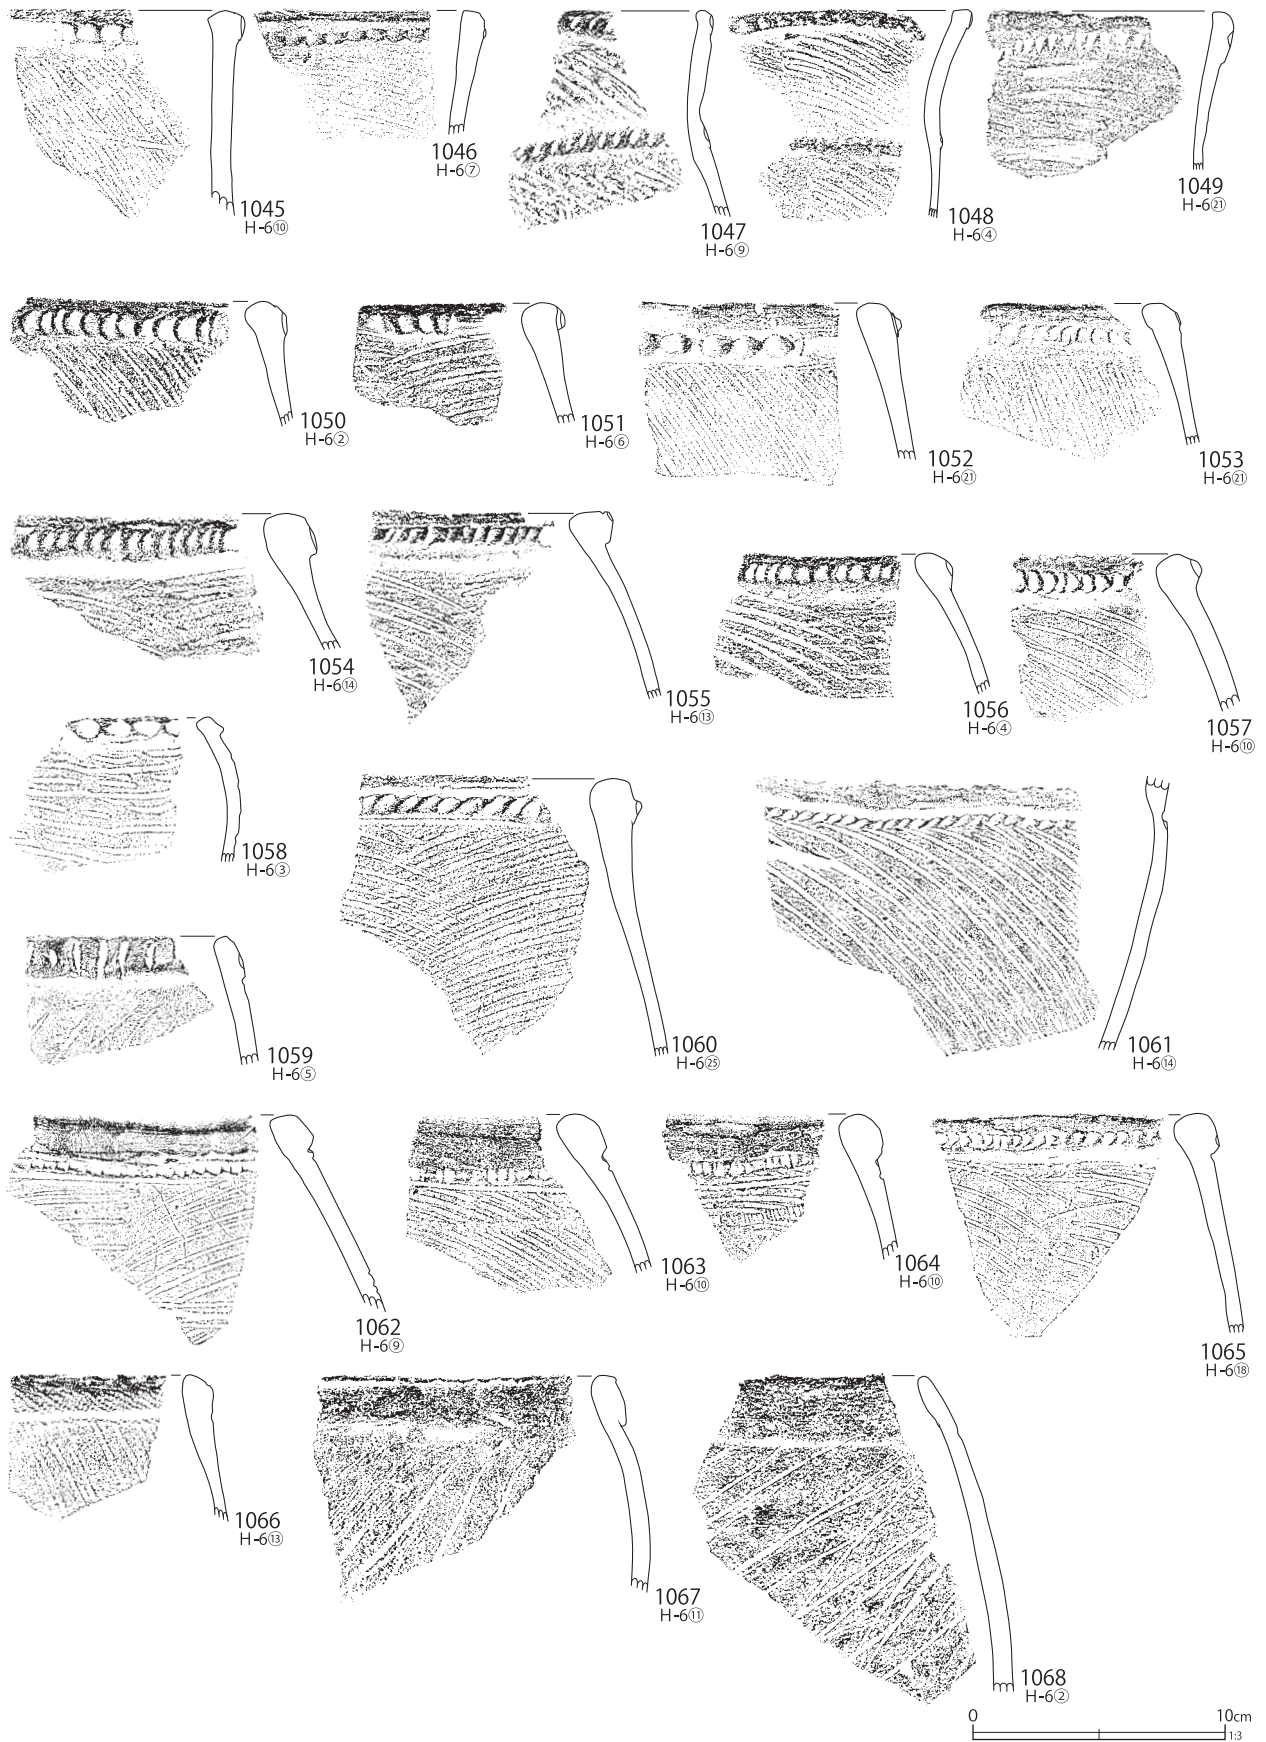 1045
H-6⑩
1046
H-6⑦
1047
H-6⑨
1048
H-6④
1049
H-6㉑
1050
H-6②
1051
H-6⑥
1052
H-6㉑
1053
H-6㉑
1054
H-6⑭
1055
H-6⑬
1056
H-6④
1057
H-6⑩
1058
H-6③
1059
H-6⑤
1060
H-6㉕
1061
H-6⑭
1062
H-6⑨
1063
H-6⑩
1064
H-6⑩
1065
H-6⑱
1066
H-6⑬
1067
H-6⑪
1068
H-6②
0 10cm
1:3